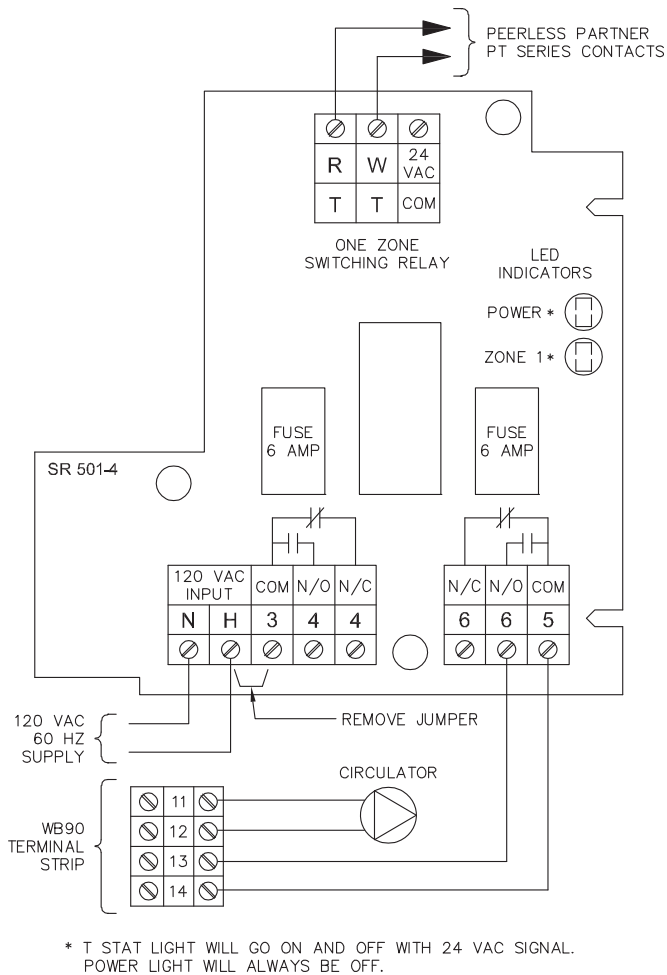 PEERLESS PARTNER
PT SERIES CONTACTS
R W 24 VAC
T T COM
ONE ZONE
SWITCHING RELAY
LED
INDICATORS
POWER *
ZONE 1*
FUSE
6 AMP
FUSE
6 AMP
SR 501-4
120 VAC
INPUT
COM N/O N/C
N H 3 4 4
N/C N/O COM
6 6 5
120 VAC
60 HZ
SUPPLY
REMOVE JUMPER
CIRCULATOR
WB90
TERMINAL
STRIP
11
12
13
14
* T STAT LIGHT WILL GO ON AND OFF WITH 24 VAC SIGNAL.
POWER LIGHT WILL ALWAYS BE OFF.